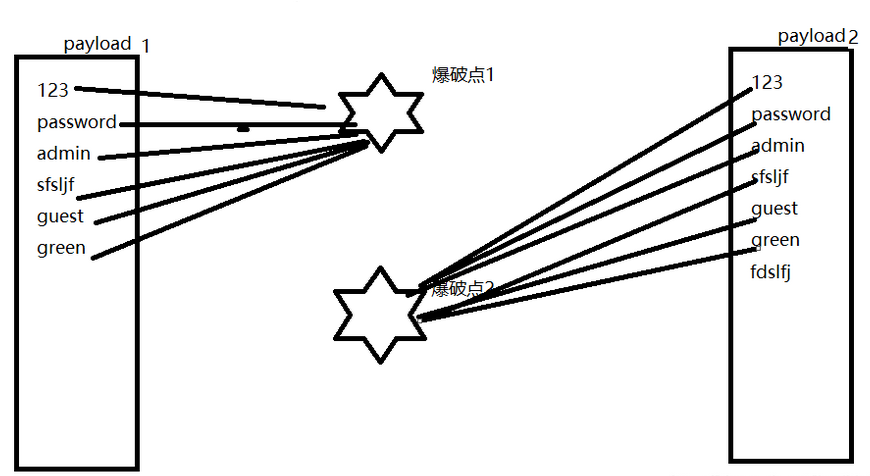 payload 1
123
password
admin
sfsljf
guest
green
爆破点1
爆破点2
payload 2
123
password
admin
sfsljf
guest
green
fdslfj